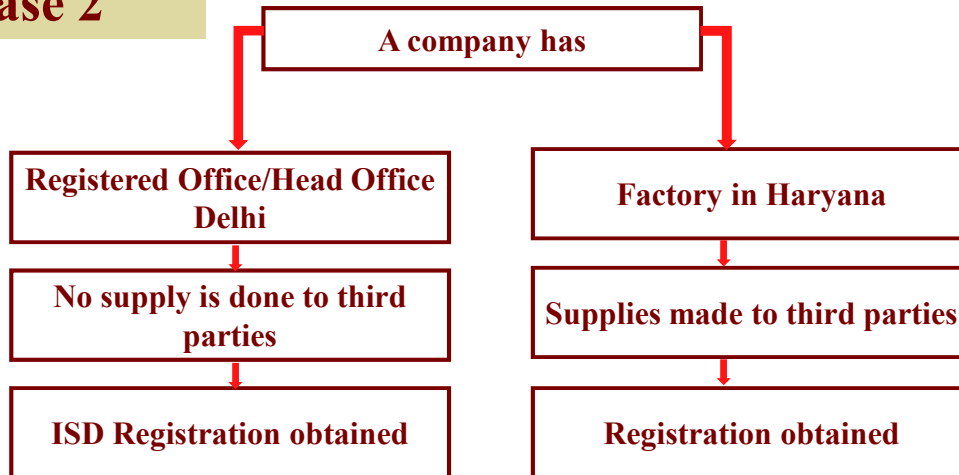 ase 2
A company has
Registered Office/Head Office
Delhi
Factory in Haryana
No supply is done to third
parties
Supplies made to third parties
ISD Registration obtained
Registration obtained